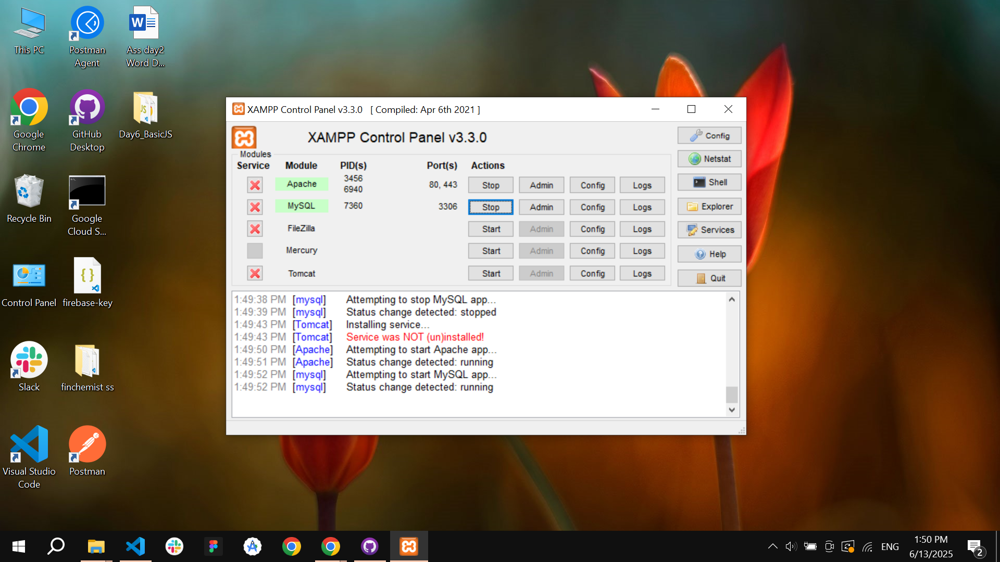 This PC
Postman
Agent
Ass day2
Word D...
Google
Chrome
GitHub
Desktop
Day6_BasicJS
Recycle Bin
Google
Cloud S...
Control Panel
firebase-key
Slack
finchemist ss
Visual Studio
Code
Postman
XAMPP Control Panel v3.3.0   [ Compiled: Apr 6th 2021 ]
XAMPP Control Panel v3.3.0
Modules
Service Module PID(s) Port(s) Actions
Apache 3456 6940 80, 443 Stop Admin Config Logs
MySQL 7360 3306 Stop Admin Config Logs
FileZilla Start Admin Config Logs
Mercury Start Admin Config Logs
Tomcat Start Admin Config Logs
Config
Netstat
Shell
Explorer
Services
Help
Quit
1:49:38 PM [mysql] Attempting to stop MySQL app...
1:49:39 PM [mysql] Status change detected: stopped
1:49:43 PM [Tomcat] Installing service...
1:49:43 PM [Tomcat] Service was NOT (un)installed!
1:49:50 PM [Apache] Attempting to start Apache app...
1:49:51 PM [Apache] Status change detected: running
1:49:52 PM [mysql] Attempting to start MySQL app...
1:49:52 PM [mysql] Status change detected: running
ENG
1:50 PM
6/13/2025
2